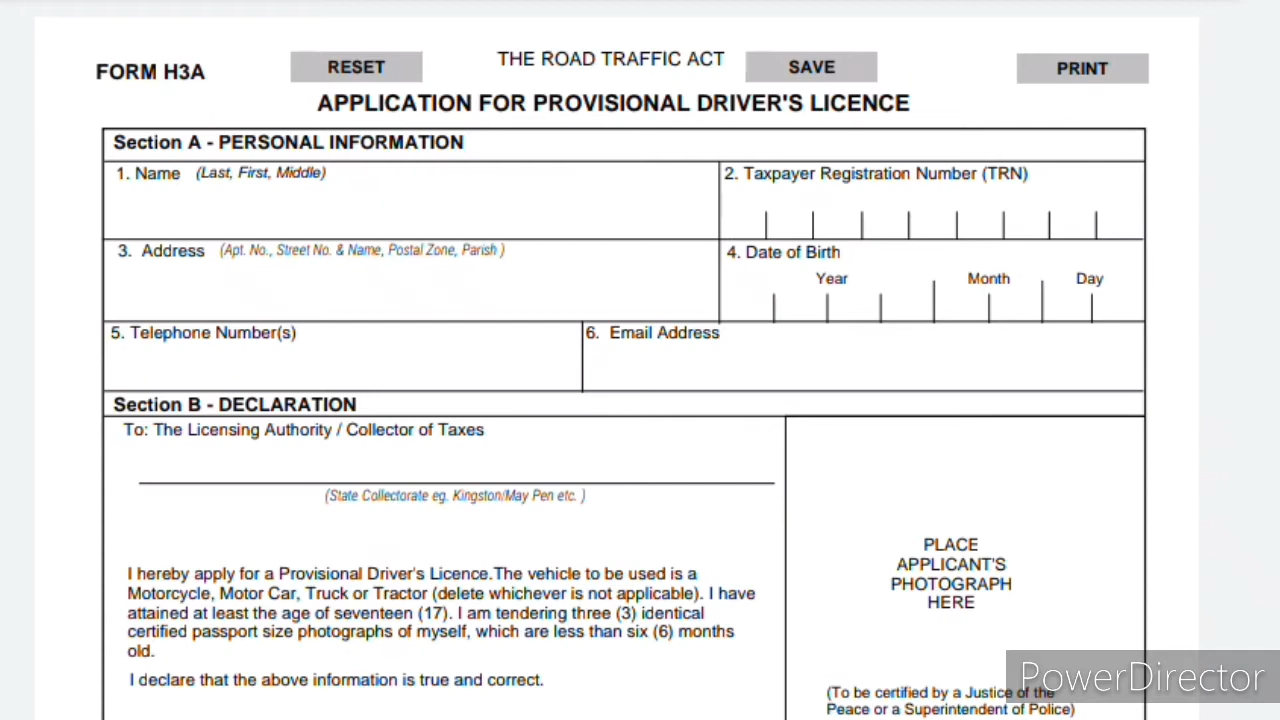 FORM H3A
RESET
THE ROAD TRAFFIC ACT
SAVE
PRINT
APPLICATION FOR PROVISIONAL DRIVER'S LICENCE
Section A - PERSONAL INFORMATION
1. Name (Last, First, Middle)
2. Taxpayer Registration Number (TRN)
3. Address (Apt. No., Street No. & Name, Postal Zone, Parish )
4. Date of Birth
Year Month Day
5. Telephone Number(s)
6. Email Address
Section B - DECLARATION
To: The Licensing Authority / Collector of Taxes
(State Collectorate eg. Kingston/May Pen etc. )
I hereby apply for a Provisional Driver's Licence.The vehicle to be used is a
Motorcycle, Motor Car, Truck or Tractor (delete whichever is not applicable). I have
attained at least the age of seventeen (17). I am tendering three (3) identical
certified passport size photographs of myself, which are less than six (6) months
old.
I declare that the above information is true and correct.
PLACE
APPLICANT'S
PHOTOGRAPH
HERE
(To be certified by a Justice of the
Peace or a Superintendent of Police)
PowerDirector